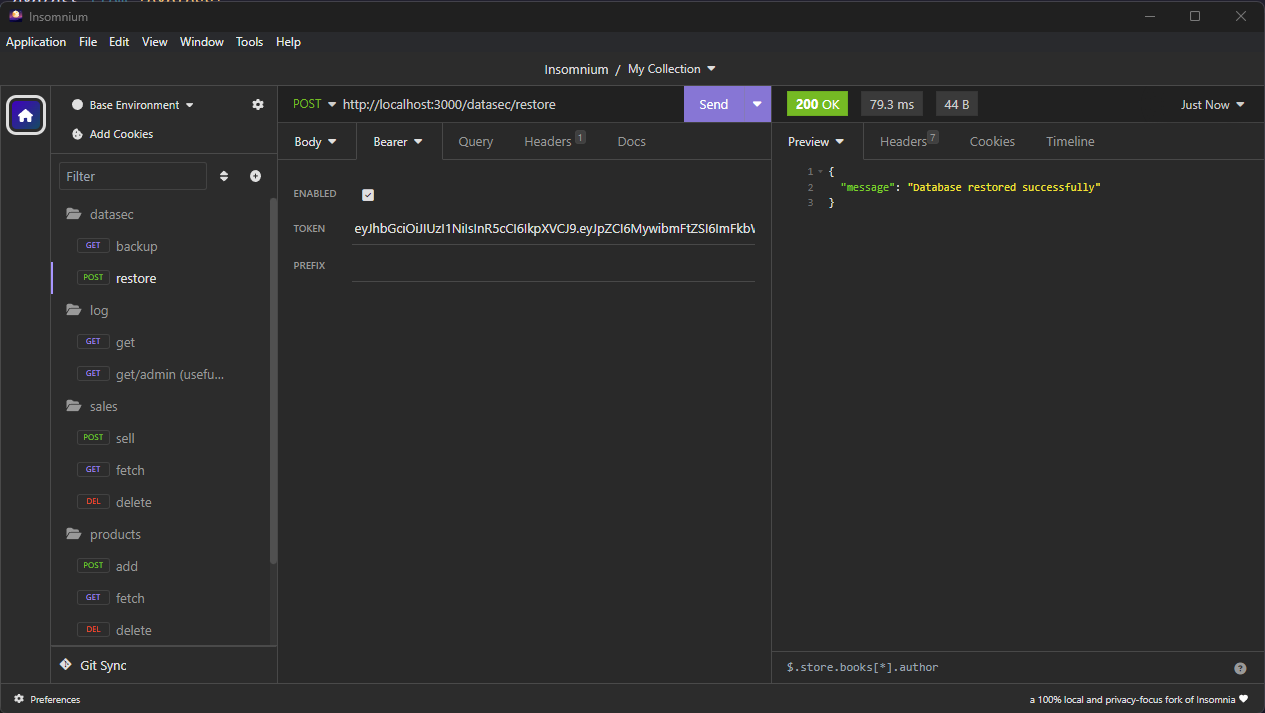 Insomnium
Application File Edit View Window Tools Help
Insomnium / My Collection
Base Environment
Add Cookies
Filter
datasec
GET backup
POST restore
log
GET get
GET get/admin (usefu...
sales
POST sell
GET fetch
DEL delete
products
POST add
GET fetch
DEL delete
Git Sync
Preferences
POST http://localhost:3000/datasec/restore Send
Body Bearer Query Headers 1 Docs
ENABLED
TOKEN eyJhbGciOiJIUzI1NiIsInR5cCI6IkpXVCJ9.eyJpZCI6MywibmFtZSI6ImFkbW
PREFIX
200 OK 79.3 ms 44 B Just Now
Preview Headers 7 Cookies Timeline
1 {
2 "message": "Database restored successfully"
3 }
$.store.books[*].author
a 100% local and privacy-focus fork of Insomnia